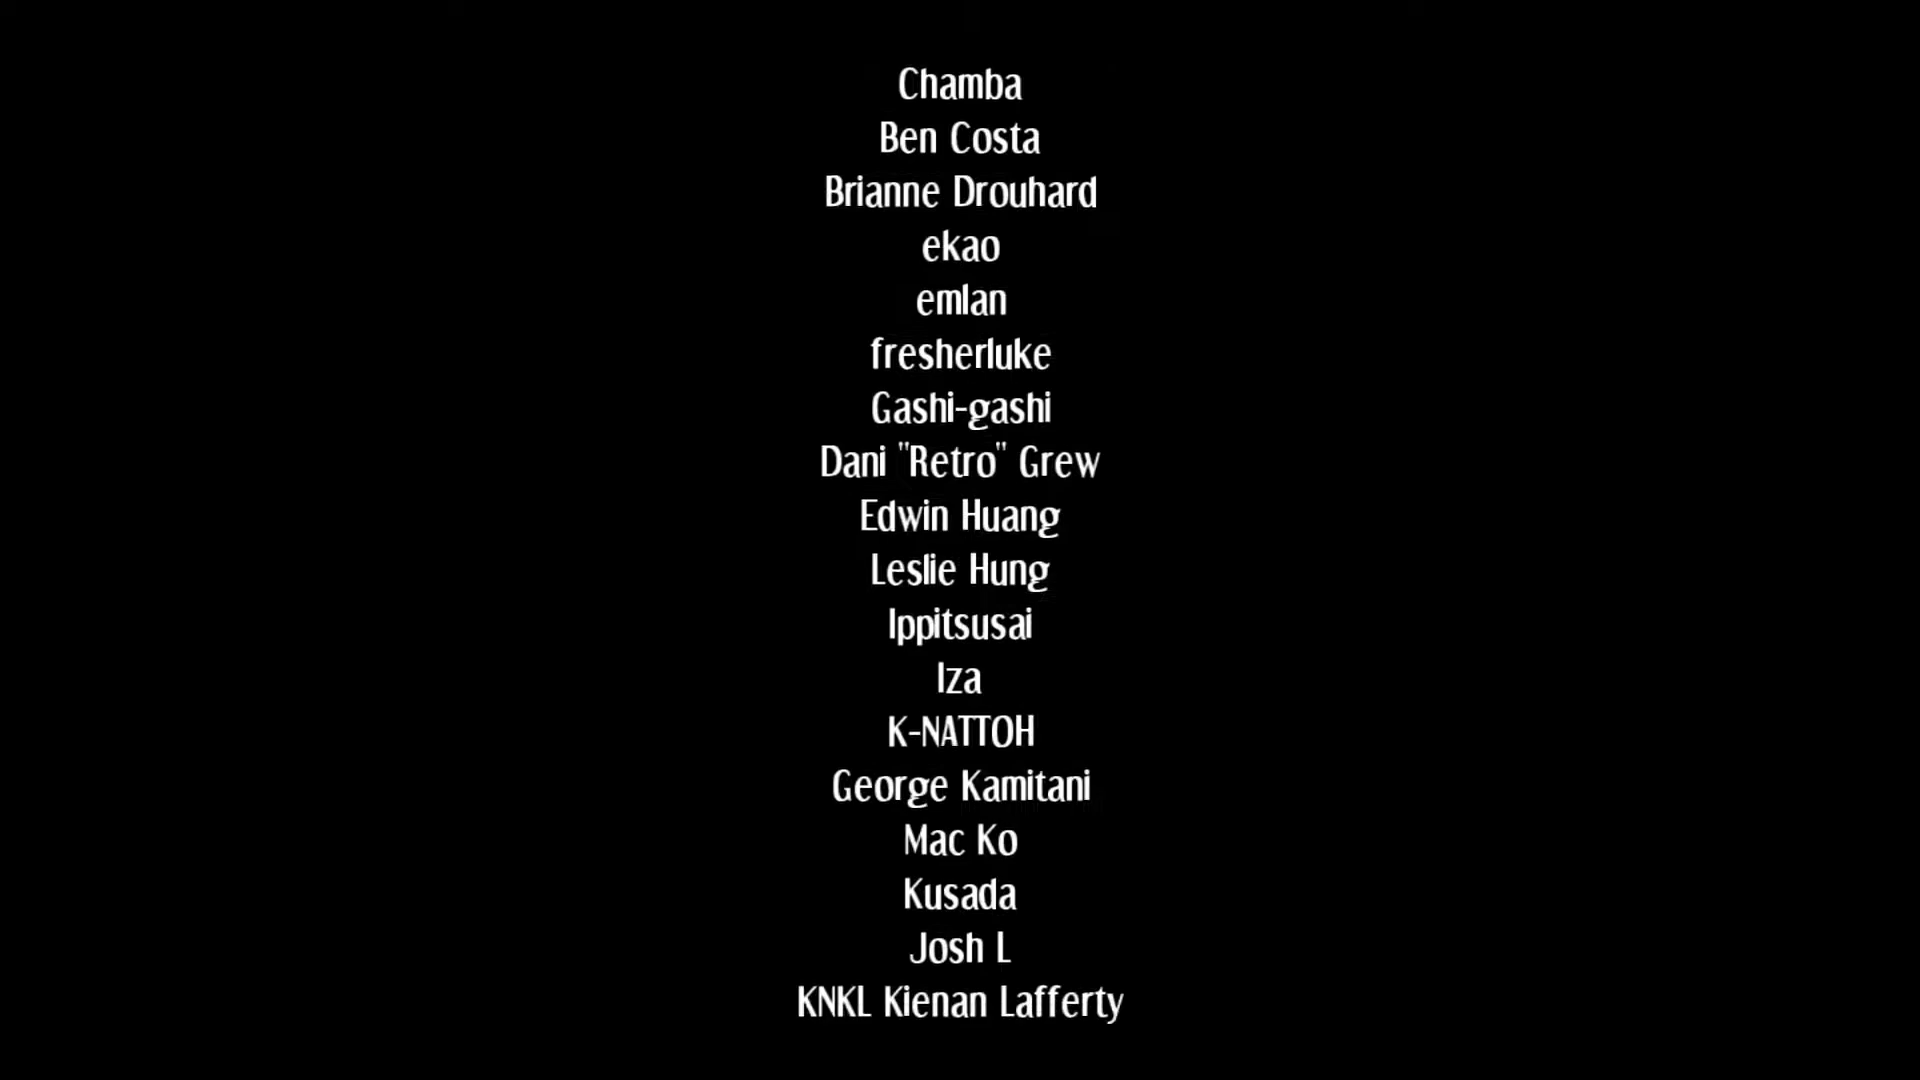 Chamba
Ben Costa
Brianne Drouhard
ekao
emlan
fresherluke
Gashi-gashi
Dani "Retro" Grew
Edwin Huang
Leslie Hung
Ippitsusai
Iza
K-NATTOH
George Kamitani
Mac Ko
Kusada
Josh L
KNKL Kienan Lafferty